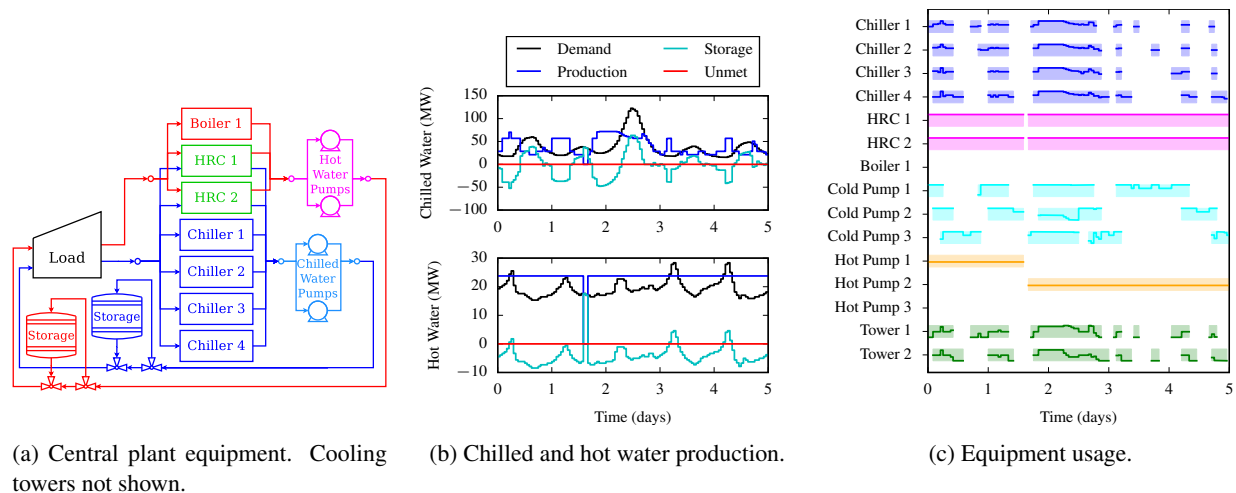 Boiler 1
HRC 1
HRC 2
Chiller 1
Chiller 2
Chiller 3
Chiller 4
Load
Storage
Storage
Hot
Water
Pumps
Chilled
Water
Pumps
(a) Central plant equipment. Cooling
towers not shown.
Demand
Production
Storage
Unmet
Chilled Water (MW)
150
100
50
0
−50
−100
0 1 2 3 4 5
Hot Water (MW)
30
20
10
0
−10
0 1 2 3 4 5
Time (days)
(b) Chilled and hot water production.
Chiller 1
Chiller 2
Chiller 3
Chiller 4
HRC 1
HRC 2
Boiler 1
Cold Pump 1
Cold Pump 2
Cold Pump 3
Hot Pump 1
Hot Pump 2
Hot Pump 3
Tower 1
Tower 2
0 1 2 3 4 5
Time (days)
(c) Equipment usage.